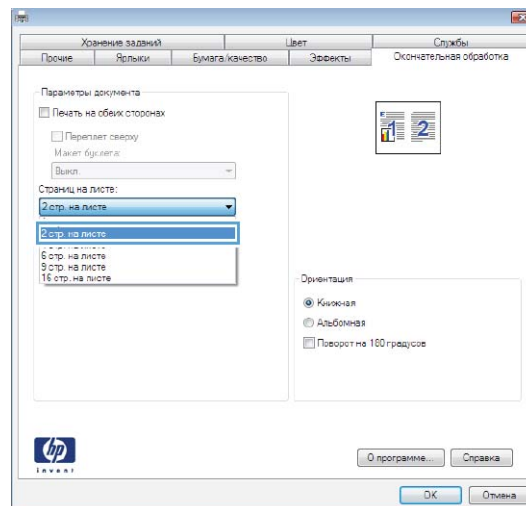 Хранение заданий Цвет Службы
Прочие Ярлыки Бумага/качество Эффекты Окончательная обработка
Параметры документа
Печать на обеих сторонах
Переплет сверху
Макет буклета:
Выкл.
Страниц на листе:
2 стр. на листе
2 стр. на листе
6 стр. на листе
9 стр. на листе
16 стр. на листе
1 2
Ориентация
Книжная
Альбомная
Поворот на 180 градусов
hp
invent
О программе... Справка
OK Отмена